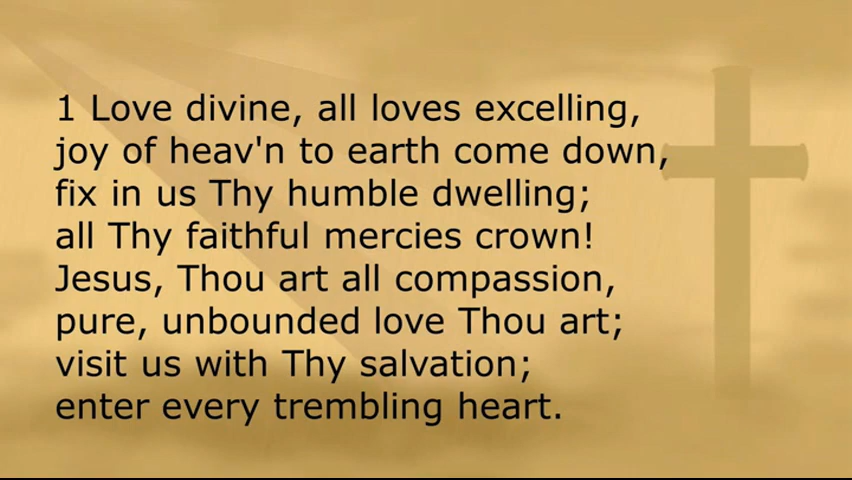 1 Love divine, all loves excelling,
joy of heav'n to earth come down,
fix in us Thy humble dwelling;
all Thy faithful mercies crown!
Jesus, Thou art all compassion,
pure, unbounded love Thou art;
visit us with Thy salvation;
enter every trembling heart.